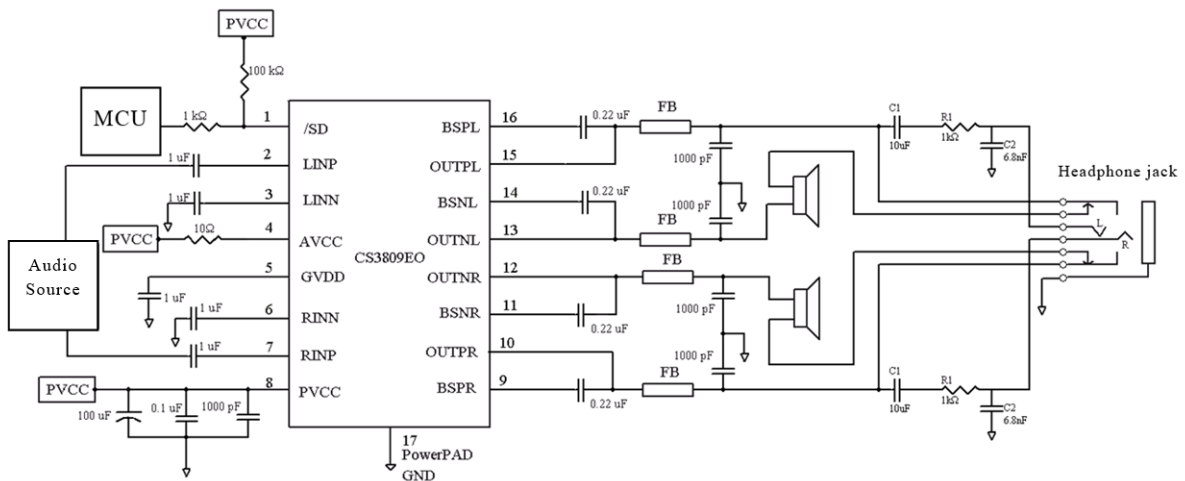 PVCC
100 kΩ
MCU
1 kΩ
1
/SD
1 uF
2
LINP
1 uF
3
LINN
PVCC
10Ω
4
AVCC
Audio
Source
5
GVDD
1 uF
1 uF
6
RINN
1 uF
7
RINP
PVCC
8
PVCC
100 uF
0.1 uF
1000 pF
CS3809EO
17
PowerPAD
GND
BSPL
16
0.22 uF
FB
OUTPL
15
1000 pF
BSNL
14
0.22 uF
1000 pF
OUTNL
13
FB
OUTNR
12
FB
1000 pF
BSNR
11
0.22 uF
OUTPR
10
1000 pF
FB
BSPR
9
0.22 uF
C1
10uF
R1
1kΩ
C2
6.8nF
Headphone jack
L
R
C1
10uF
R1
1kΩ
C2
6.8nF